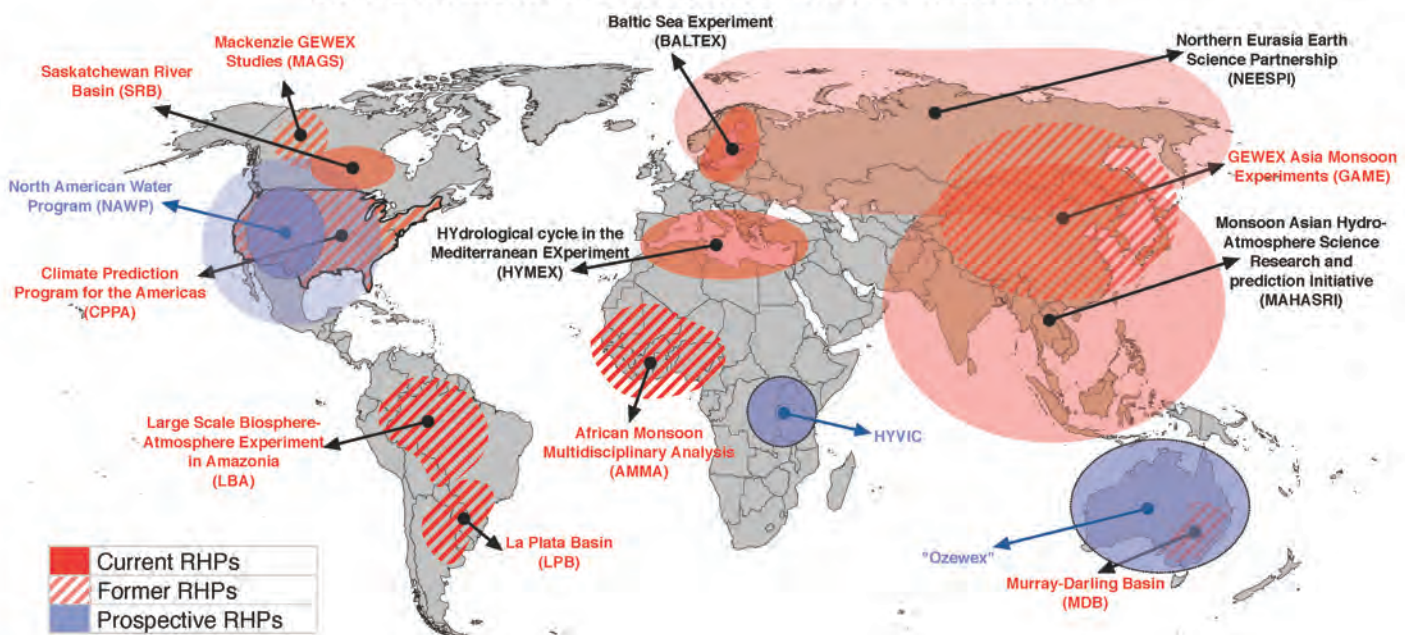 Baltic Sea Experiment
(BALTEX)
Mackenzie GEWEX
Studies (MAGS)
Northern Eurasia Earth
Science Partnership
(NEESPI)
Saskatchewan River
Basin (SRB)
North American Water
Program (NAWP)
GEWEX Asia Monsoon
Experiments (GAME)
HYdrological cycle in the
Mediterranean EXperiment
(HYMEX)
Monsoon Asian Hydro-
Atmosphere Science
Research and
prediction Initiative
(MAHASRI)
Climate Prediction
Program for the Americas
(CPPA)
Large Scale Biosphere-
Atmosphere Experiment
in Amazonia
(LBA)
African Monsoon
Multidisciplinary Analysis
(AMMA)
HYVIC
La Plata Basin
(LPB)
"Ozewex"
Murray-Darling Basin
(MDB)
Current RHPs
Former RHPs
Prospective RHPs